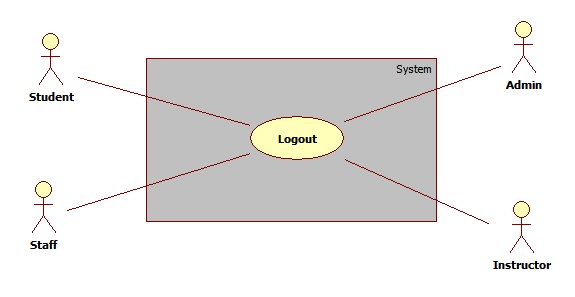 System
Student
Admin
Logout
Staff
Instructor